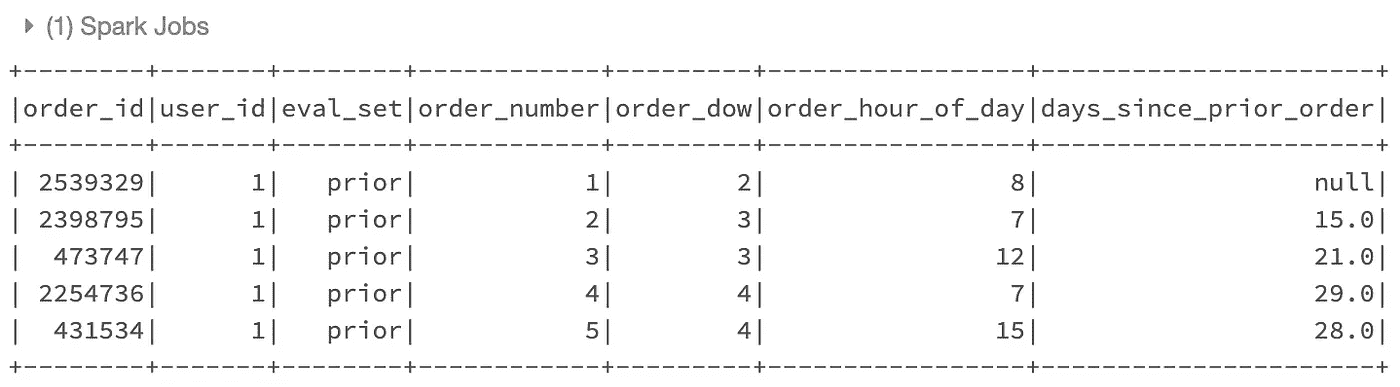 (1) Spark Jobs
+--------+-------+--------+------------+---------+-----------------+----------------------+
|order_id|user_id|eval_set|order_number|order_dow|order_hour_of_day|days_since_prior_order|
+--------+-------+--------+------------+---------+-----------------+----------------------+
| 2539329|      1|   prior|           1|        2|                8|                  null|
| 2398795|      1|   prior|           2|        3|                7|                  15.0|
|  473747|      1|   prior|           3|        3|               12|                  21.0|
| 2254736|      1|   prior|           4|        4|                7|                  29.0|
|  431534|      1|   prior|           5|        4|               15|                  28.0|
+--------+-------+--------+------------+---------+-----------------+----------------------+